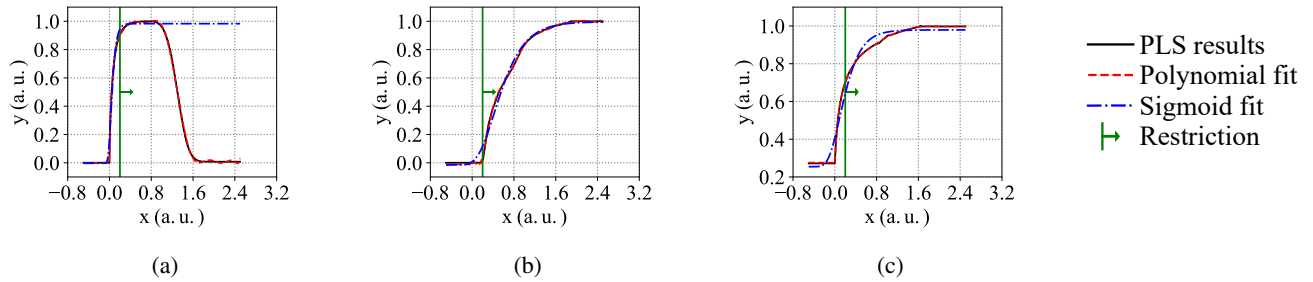 1.0
0.8
0.6
0.4
0.2
0.0
y (a. u. )
−0.8 0.0 0.8 1.6 2.4 3.2
x (a. u. )
(a)
1.0
0.8
0.6
0.4
0.2
0.0
y (a. u. )
−0.8 0.0 0.8 1.6 2.4 3.2
x (a. u. )
(b)
1.0
0.8
0.6
0.4
0.2
y (a. u. )
−0.8 0.0 0.8 1.6 2.4 3.2
x (a. u. )
(c)
PLS results
Polynomial fit
Sigmoid fit
Restriction